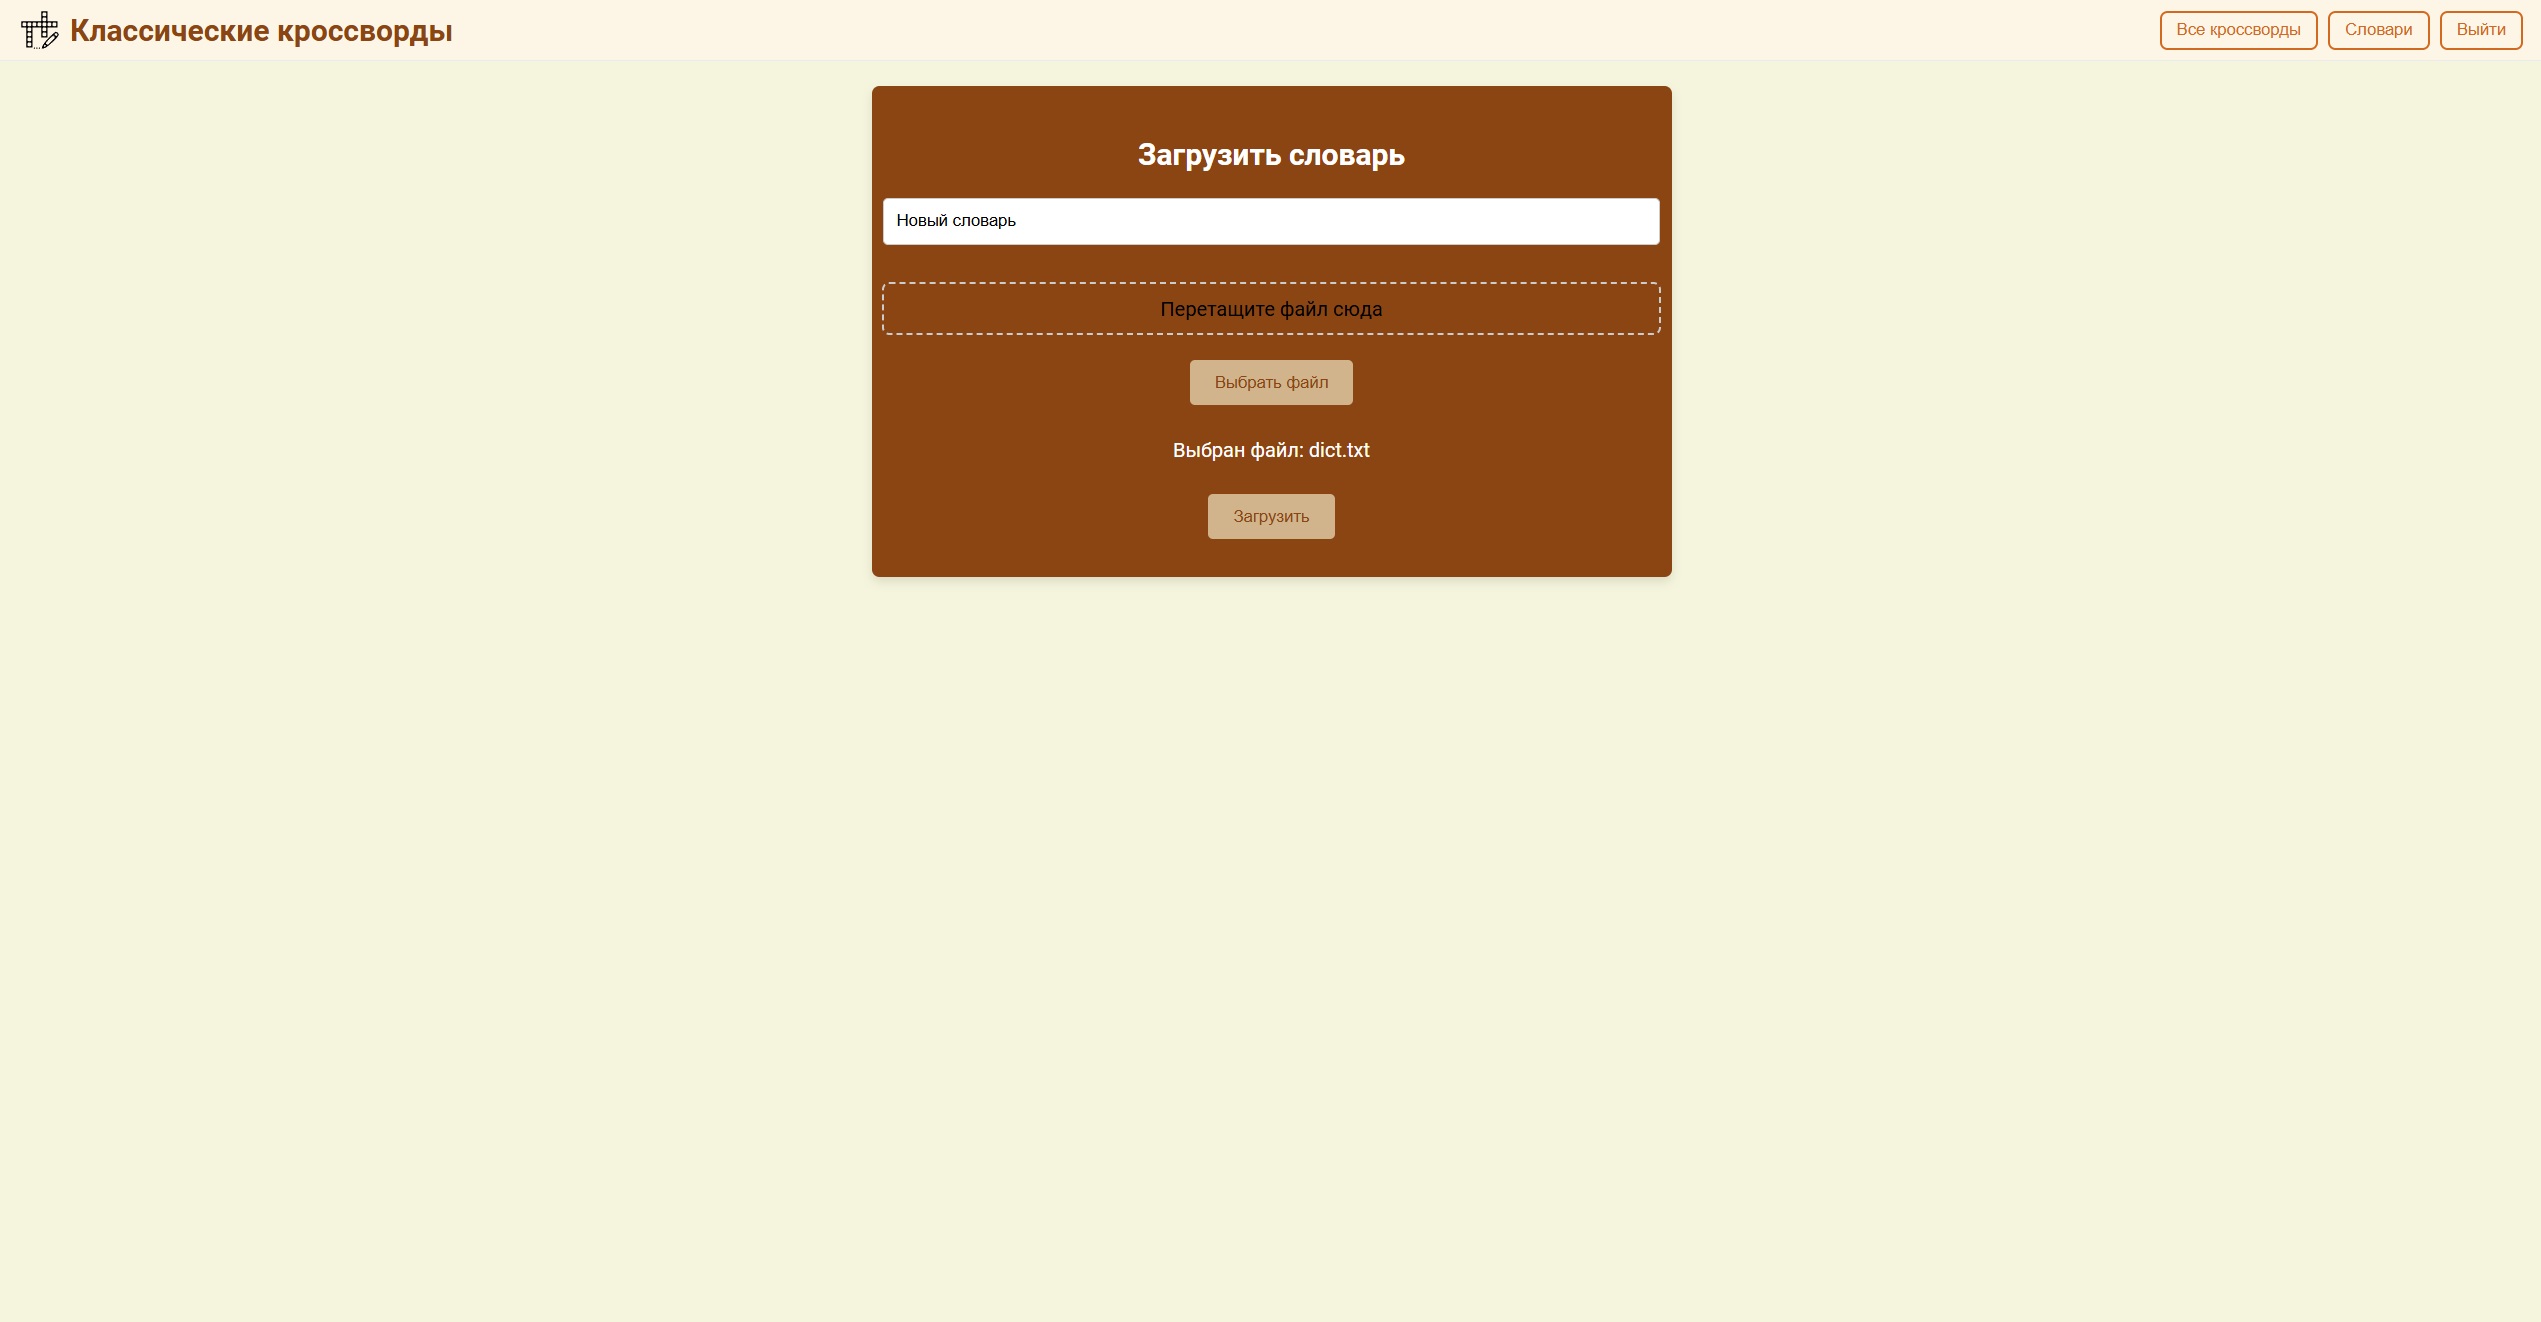 Классические кроссворды
Все кроссворды
Словари
Выйти
Загрузить словарь
Новый словарь
Перетащите файл сюда
Выбрать файл
Выбран файл: dict.txt
Загрузить